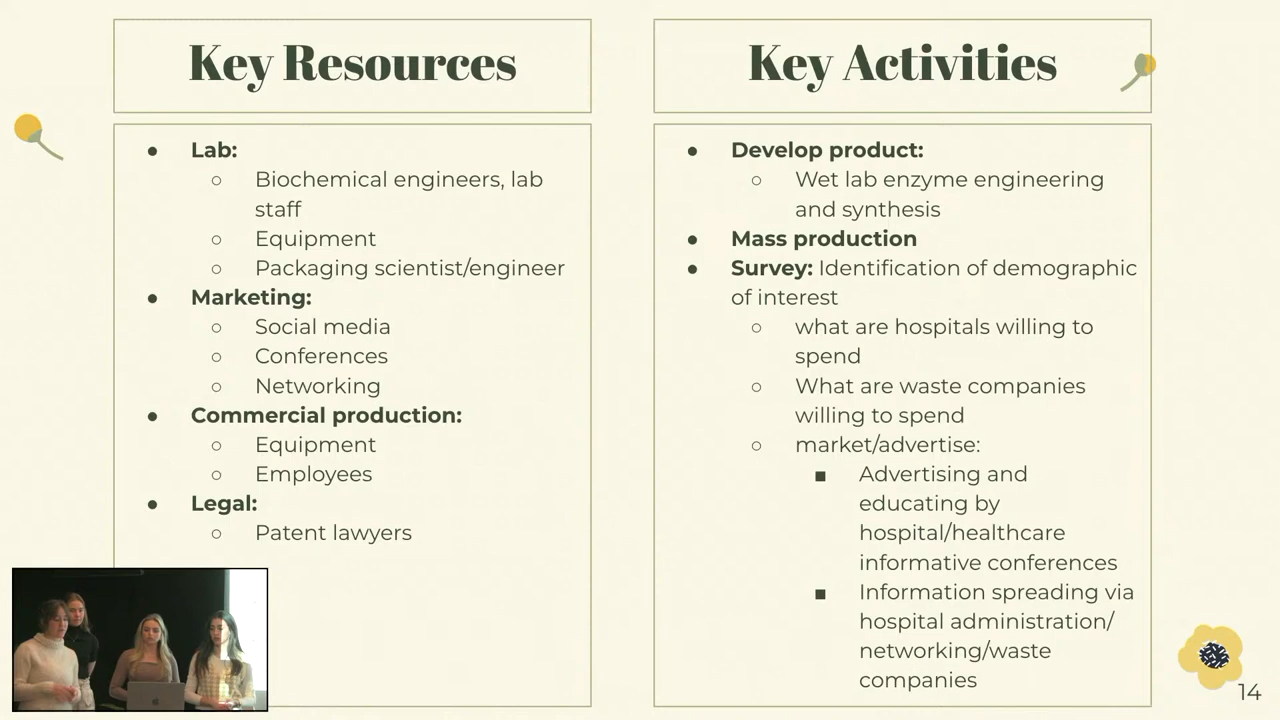 Key Resources
● Lab:
○ Biochemical engineers, lab
staff
○ Equipment
○ Packaging scientist/engineer
● Marketing:
○ Social media
○ Conferences
○ Networking
● Commercial production:
○ Equipment
○ Employees
● Legal:
○ Patent lawyers
Key Activities
● Develop product:
○ Wet lab enzyme engineering
and synthesis
● Mass production
● Survey: Identification of demographic
of interest
○ what are hospitals willing to
spend
○ What are waste companies
willing to spend
○ market/advertise:
■ Advertising and
educating by
hospital/healthcare
informative conferences
■ Information spreading via
hospital administration/
networking/waste
companies
14